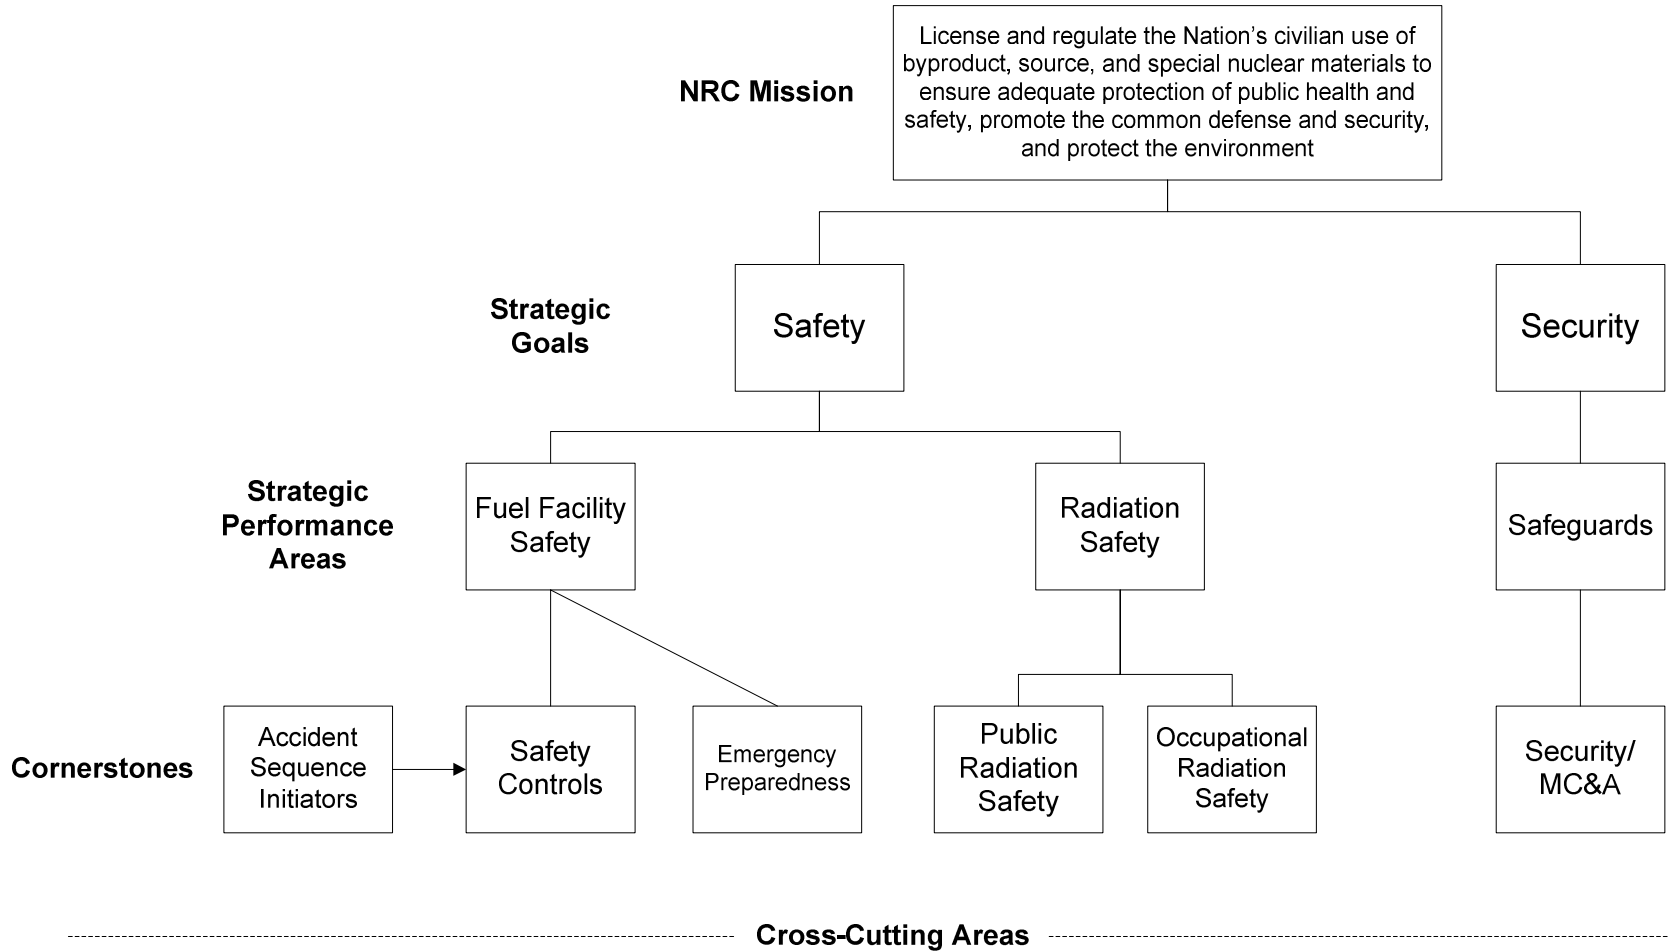 License and regulate the Nation’s civilian use of
byproduct, source, and special nuclear materials to
ensure adequate protection of public health and
safety, promote the common defense and security,
and protect the environment
NRC Mission
Strategic
Goals
Safety
Security
Strategic
Performance
Areas
Fuel Facility
Safety
Radiation
Safety
Safeguards
Cornerstones
Accident
Sequence
Initiators
Safety
Controls
Emergency
Preparedness
Public
Radiation
Safety
Occupational
Radiation
Safety
Security/
MC&A
Cross-Cutting Areas